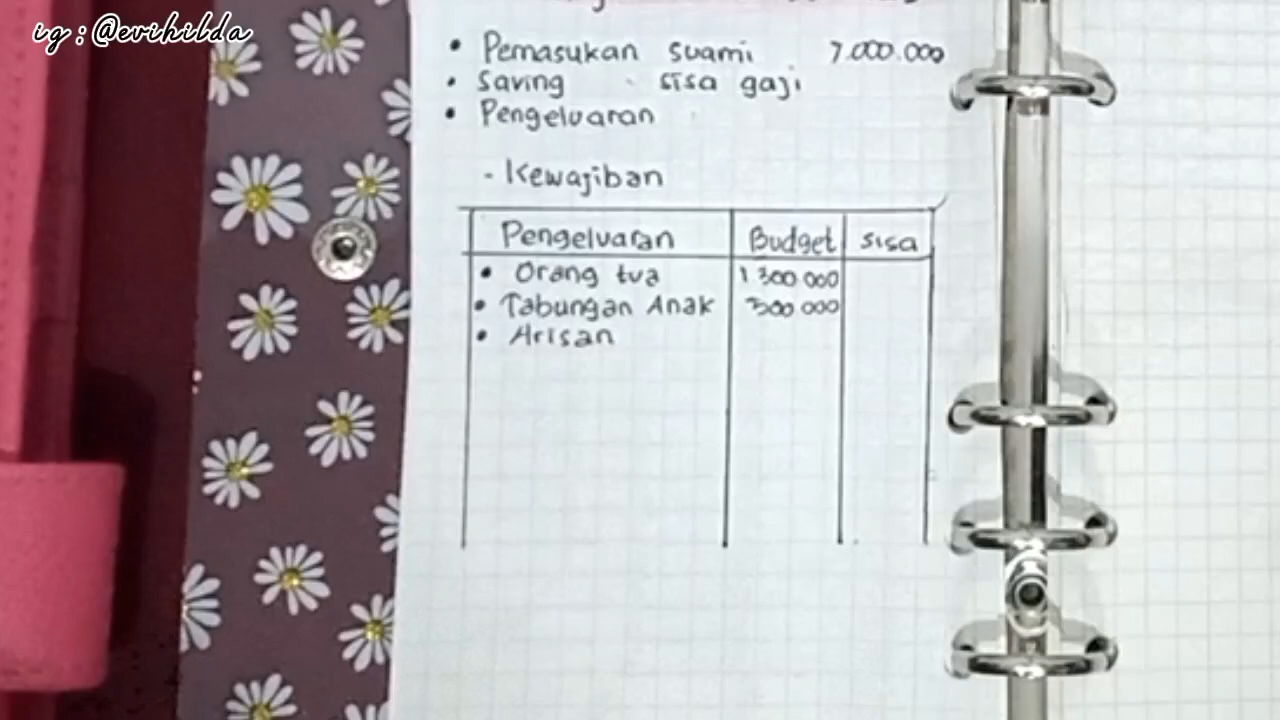 ig : @evihilda
• Pemasukan suami 7.000.000
• Saving sisa gaji
• Pengeluaran
- Kewajiban
Pengeluaran Budget sisa
• Orang tua 1 300 000
• Tabungan Anak 300 000
• Arisan